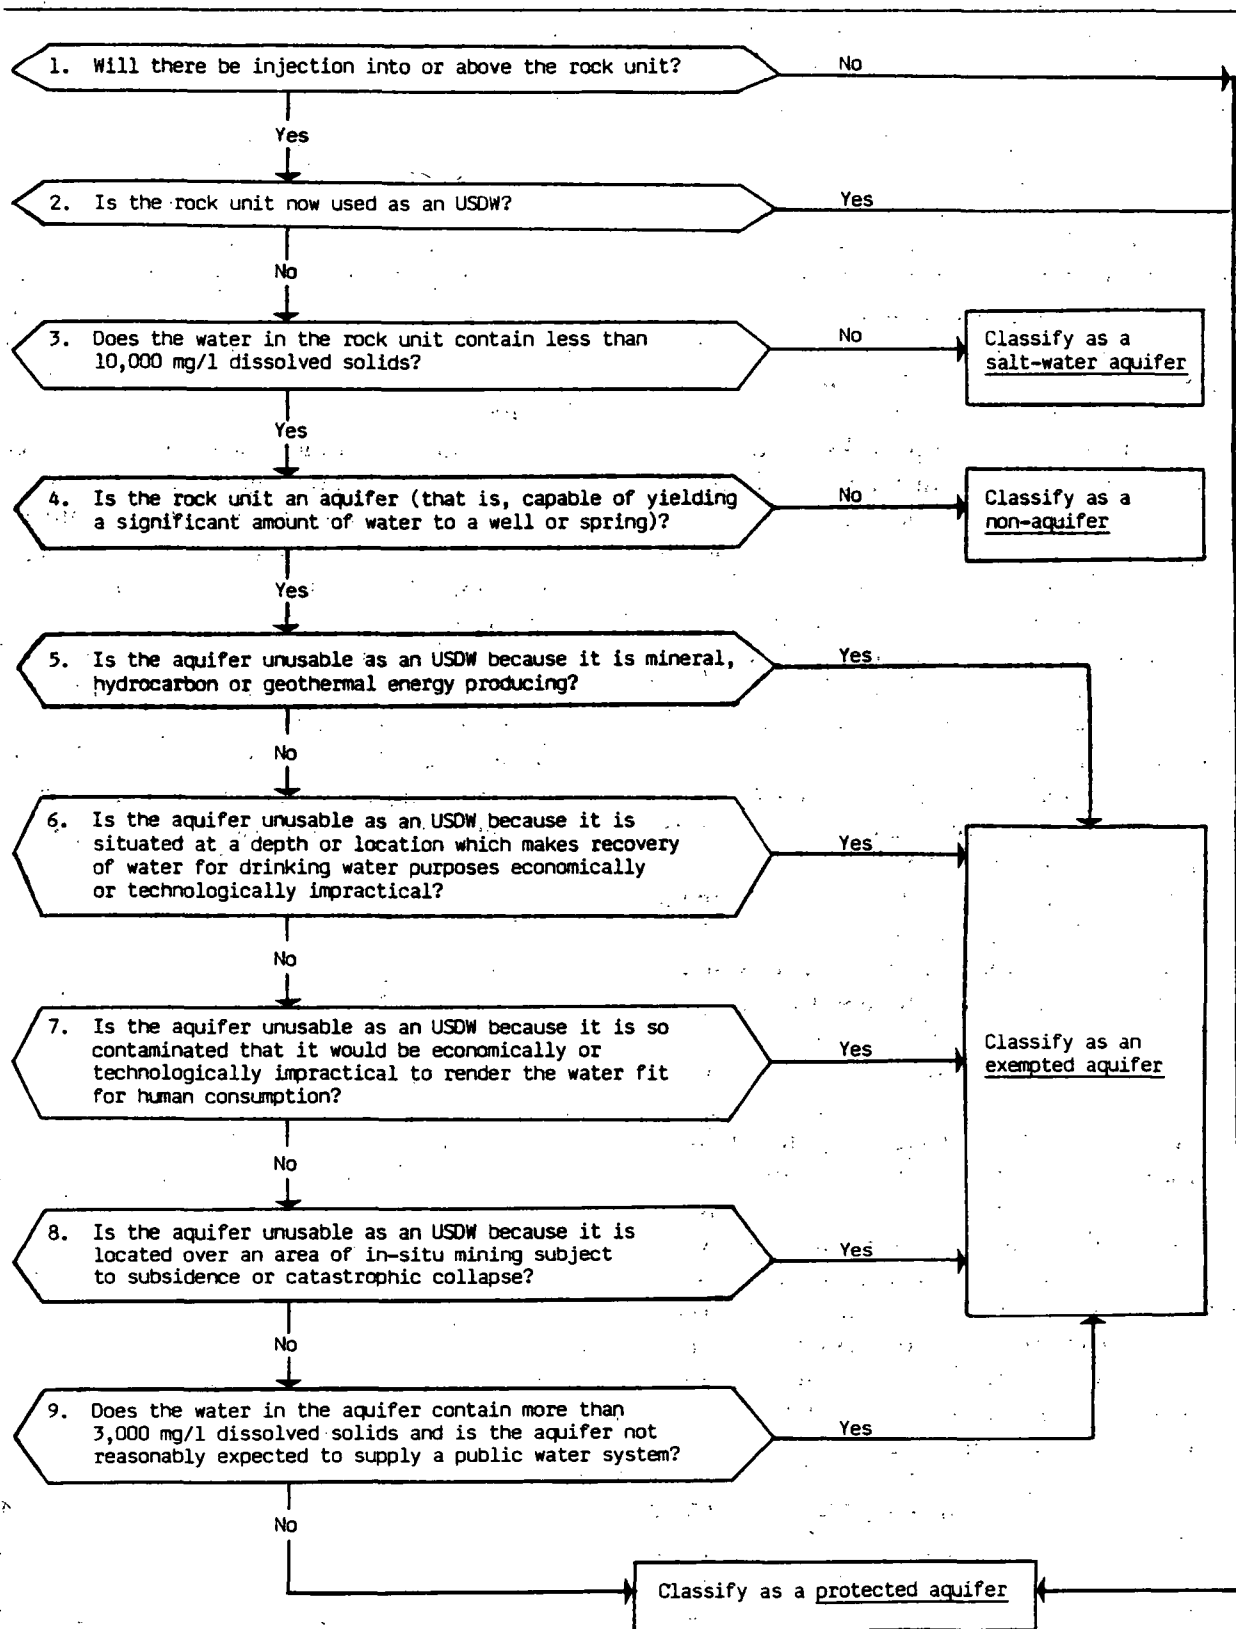 1. Will there be injection into or above the rock unit?
No
Yes
2. Is the rock unit now used as an USDW?
Yes
No
3. Does the water in the rock unit contain less than
10,000 mg/l dissolved solids?
No
Classify as a
salt-water aquifer
Yes
4. Is the rock unit an aquifer (that is, capable of yielding
a significant amount of water to a well or spring)?
No
Classify as a
non-aquifer
Yes
5. Is the aquifer unusable as an USDW because it is mineral,
hydrocarbon or geothermal energy producing?
Yes
No
6. Is the aquifer unusable as an USDW because it is
situated at a depth or location which makes recovery
of water for drinking water purposes economically
or technologically impractical?
Yes
No
7. Is the aquifer unusable as an USDW because it is so
contaminated that it would be economically or
technologically impractical to render the water fit
for human consumption?
Yes
Classify as an
exempted aquifer
No
8. Is the aquifer unusable as an USDW because it is
located over an area of in-situ mining subject
to subsidence or catastrophic collapse?
Yes
No
9. Does the water in the aquifer contain more than
3,000 mg/l dissolved solids and is the aquifer not
reasonably expected to supply a public water system?
Yes
No
Classify as a protected aquifer